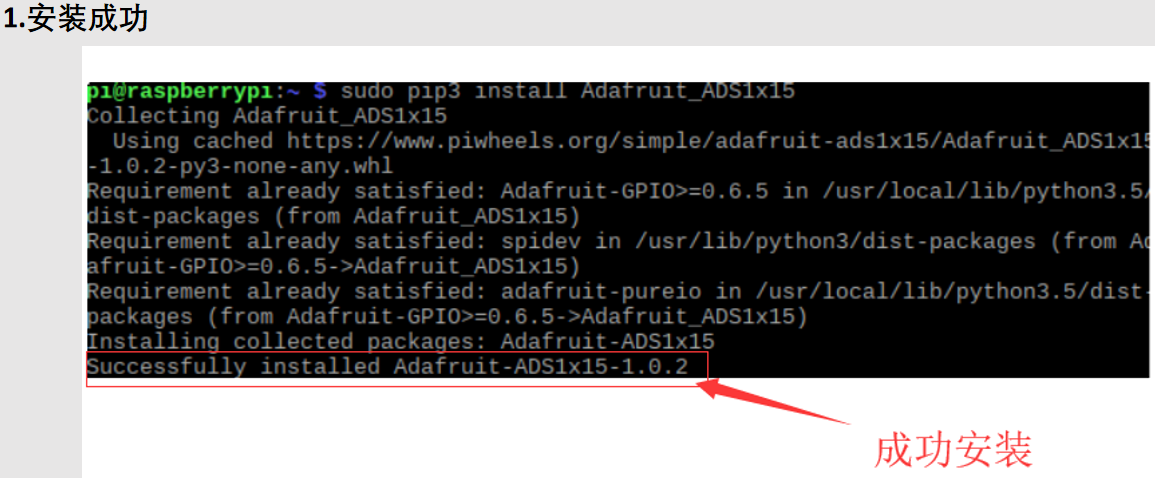 1.安装成功
pi@raspberrypi:~ $ sudo pip3 install Adafruit_ADS1x15
Collecting Adafruit_ADS1x15
  Using cached https://www.piwheels.org/simple/adafruit-ads1x15/Adafruit_ADS1x15
-1.0.2-py3-none-any.whl
Requirement already satisfied: Adafruit-GPIO>=0.6.5 in /usr/local/lib/python3.5/
dist-packages (from Adafruit_ADS1x15)
Requirement already satisfied: spidev in /usr/lib/python3/dist-packages (from Ad
afruit-GPIO>=0.6.5->Adafruit_ADS1x15)
Requirement already satisfied: adafruit-pureio in /usr/local/lib/python3.5/dist-
packages (from Adafruit-GPIO>=0.6.5->Adafruit_ADS1x15)
Installing collected packages: Adafruit-ADS1x15
Successfully installed Adafruit-ADS1x15-1.0.2
成功安装